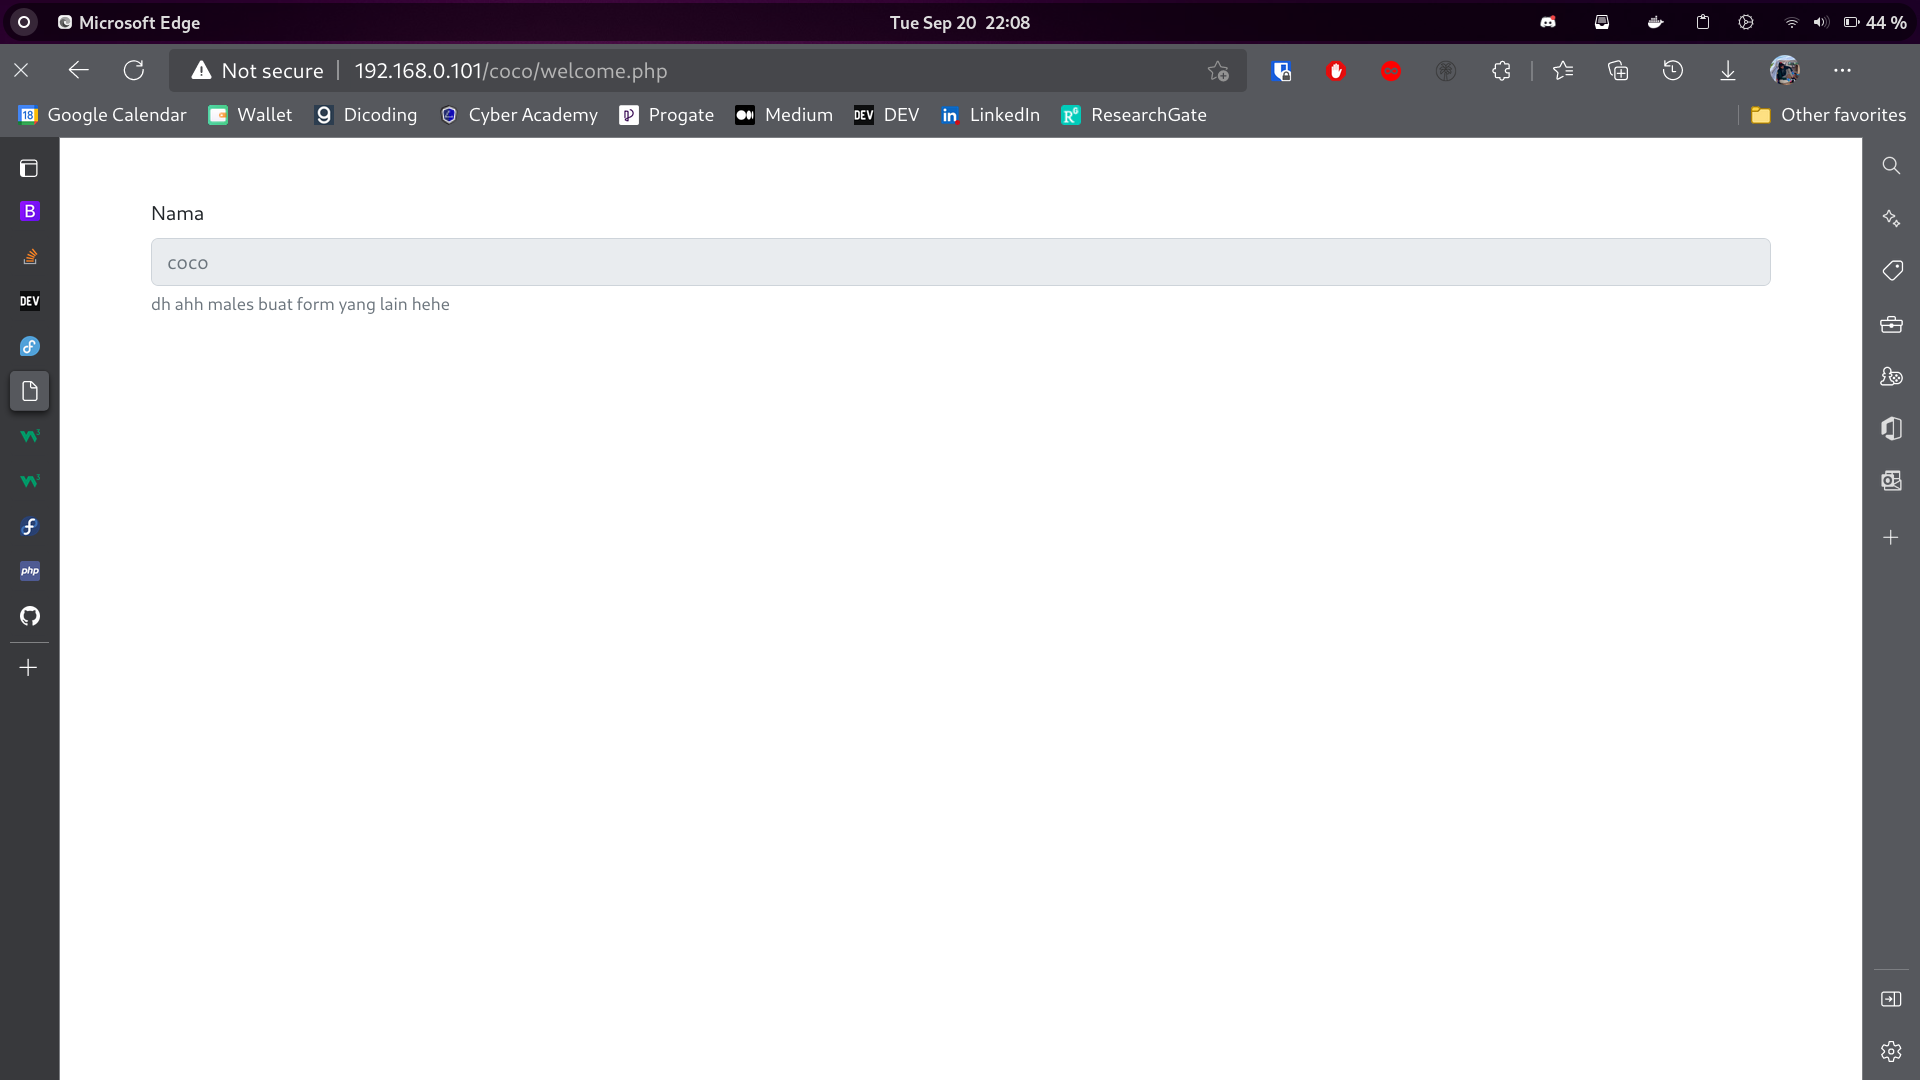 Microsoft Edge
Tue Sep 20 22:08
44 %
Not secure
192.168.0.101/coco/welcome.php
18 Google Calendar
Wallet
Dicoding
Cyber Academy
Progate
Medium
DEV DEV
in LinkedIn
R ResearchGate
Other favorites
B
DEV
php
Nama
coco
dh ahh males buat form yang lain hehe